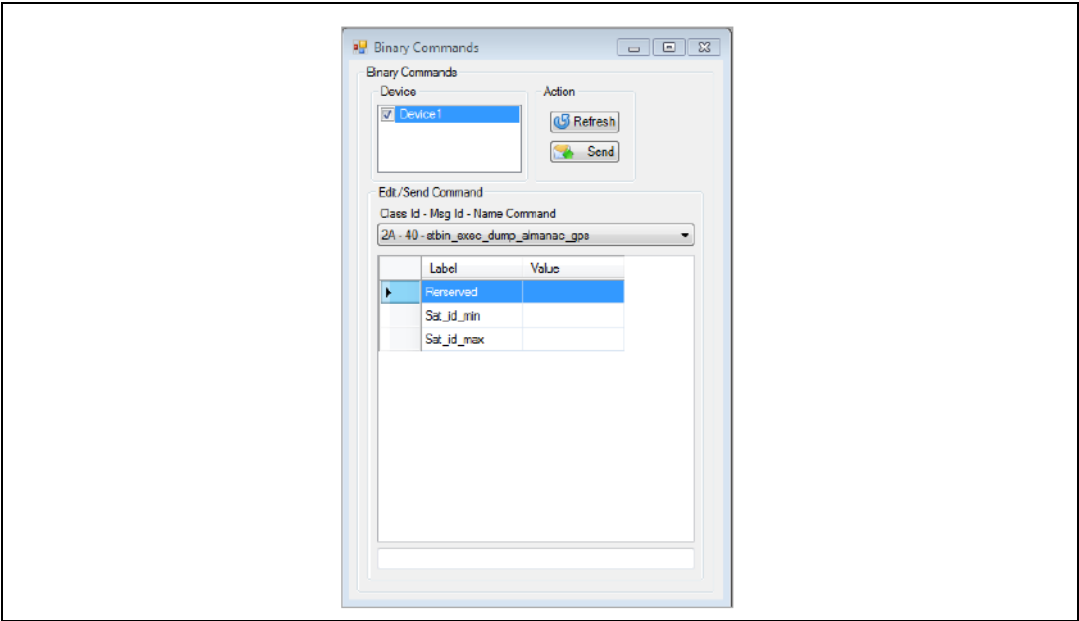 Binary Commands
Binary Commands
Device
Action
Device1
Refresh
Send
Edit/Send Command
Class Id - Msg Id - Name Command
2A - 40 - stbin_exec_dump_almanac_gps
Label Value
Rerserved
Sat_id_min
Sat_id_max